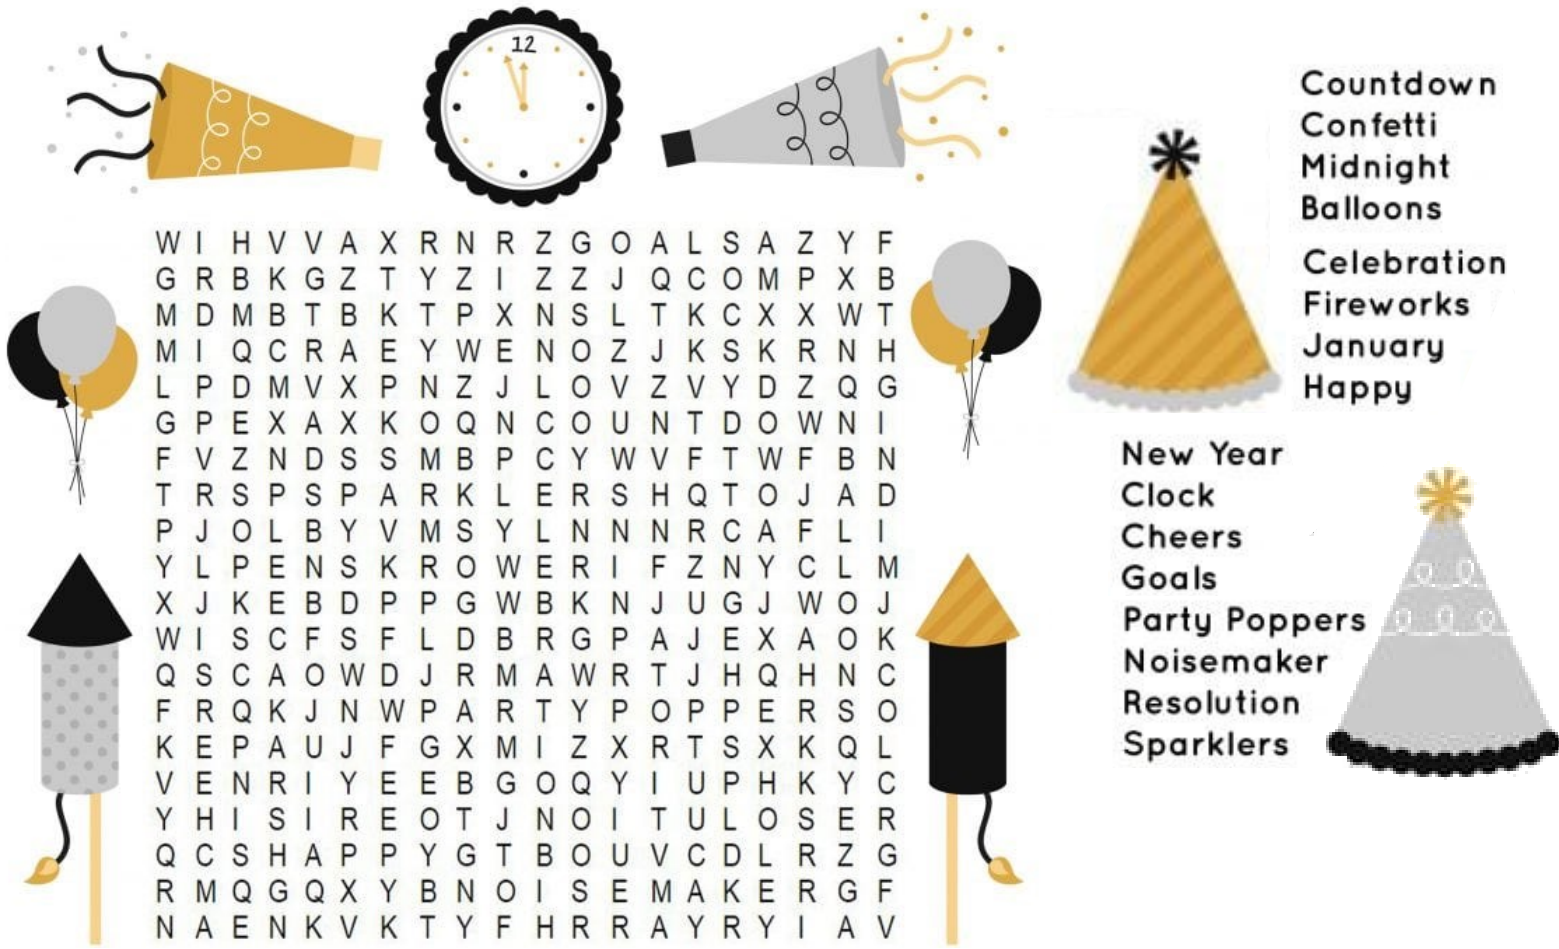 12
W I H V V A X R N R Z G O A L S A Z Y F
G R B K G Z T Y Z I Z Z J Q C O M P X B
M D M B T B K T P X N S L T K C X X W T
M I Q C R A E Y W E N O Z J K S K R N H
L P D M V X P N Z J L O V Z V Y D Z Q G
G P E X A X K O Q N C O U N T D O W N I
F V Z N D S S M B P C Y W V F T W F B N
T R S P S P A R K L E R S H Q T O J A D
P J O L B Y V M S Y L N N N R C A F L I
Y L P E N S K R O W E R I F Z N Y C L M
X J K E B D P P G W B K N J U G J W O J
W I S C F S F L D B R G P A J E X A O K
Q S C A O W D J R M A W R T J H Q H N C
F R Q K J N W P A R T Y P O P P E R S O
K E P A U J F G X M I Z X R T S X K Q L
V E N R I Y E E B G O Q Y I U P H K Y C
Y H I S I R E O T J N O I T U L O S E R
Q C S H A P P Y G T B O U V C D L R Z G
R M Q G Q X Y B N O I S E M A K E R G F
N A E N K V K T Y F H R R A Y R Y I A V
Countdown
Confetti
Midnight
Balloons
Celebration
Fireworks
January
Happy
New Year
Clock
Cheers
Goals
Party Poppers
Noisemaker
Resolution
Sparklers